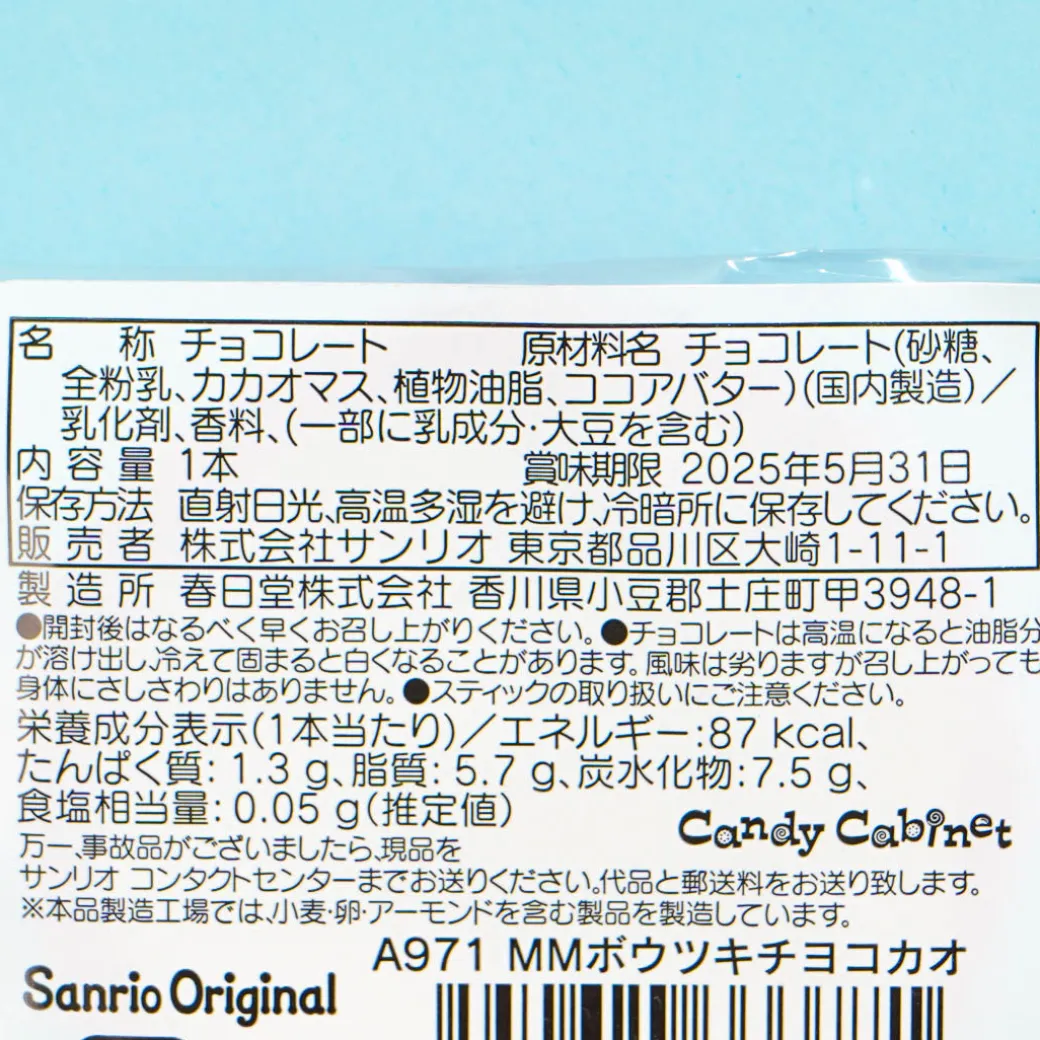 名称 チョコレート 原材料名 チョコレート(砂糖、
全粉乳、カカオマス、植物油脂、ココアバター)(国内製造)／
乳化剤、香料、(一部に乳成分・大豆を含む)
内容量 1本 賞味期限 2025年5月31日
保存方法 直射日光、高温多湿を避け、冷暗所に保存してください。
販売者 株式会社サンリオ 東京都品川区大崎1-11-1
製造所 春日堂株式会社 香川県小豆郡土庄町甲3948-1
●開封後はなるべく早くお召し上がりください。●チョコレートは高温になると油脂分
が溶け出し、冷えて固まると白くなることがあります。風味は劣りますが召し上がっても
身体にさしさわりはありません。●スティックの取り扱いにご注意ください。
栄養成分表示(1本当たり)／エネルギー:87 kcal、
たんぱく質: 1.3 g、脂質: 5.7 g、炭水化物:7.5 g、
食塩相当量: 0.05 g(推定値)
Candy Cabinet
万一、事故品がございましたら、現品を
サンリオ コンタクトセンターまでお送りください。代品と郵送料をお送り致します。
※本品製造工場では、小麦・卵・アーモンドを含む製品を製造しています。
A971 MMボウツキチヨコカオ
Sanrio Original